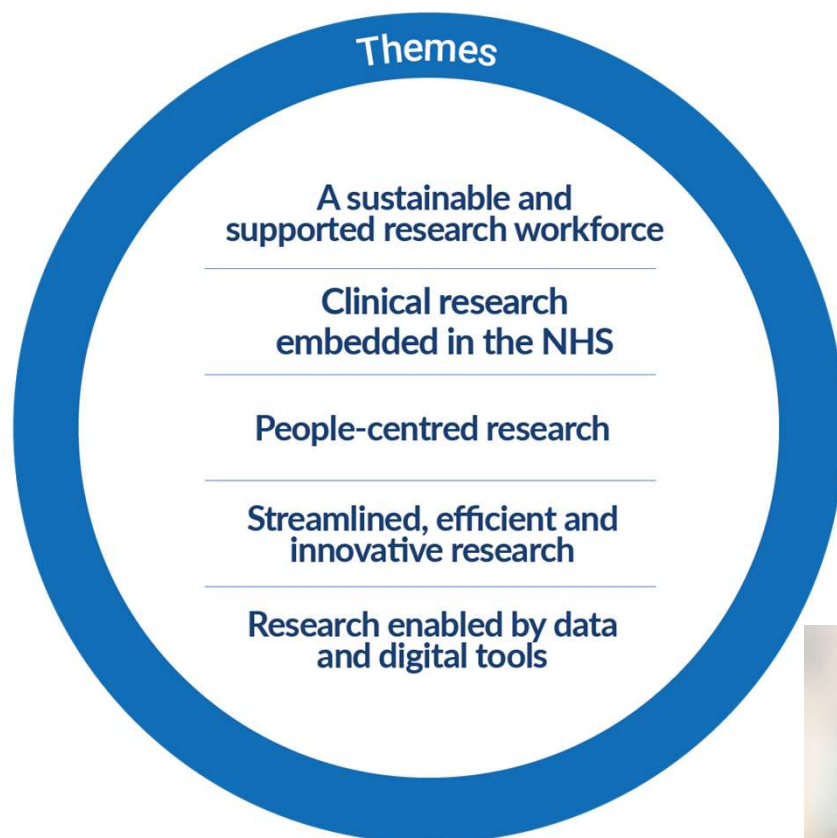 Themes
A sustainable and
supported research workforce
Clinical research
embedded in the NHS
People-centred research
Streamlined, efficient and
innovative research
Research enabled by data
and digital tools